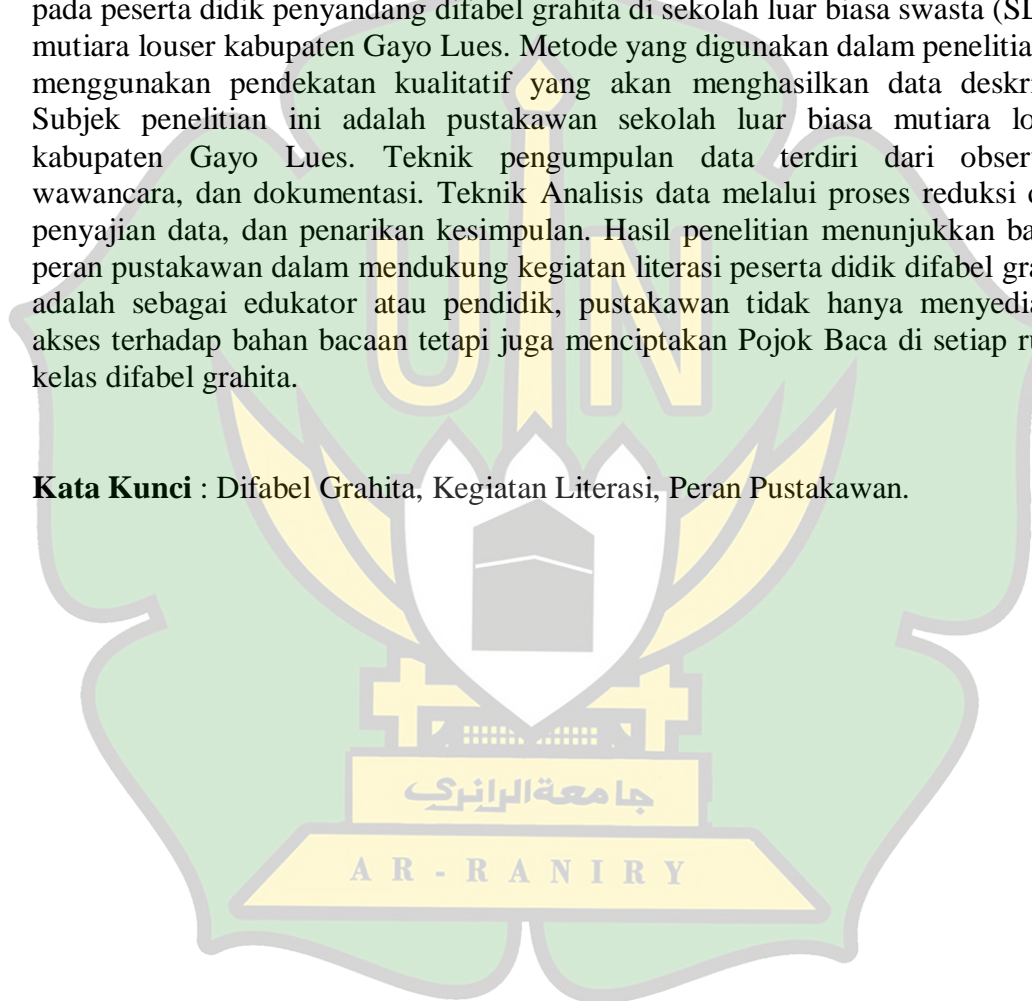 pada peserta didik penyandang difabel grahita di sekolah luar biasa swasta (SL
mutiara louser kabupaten Gayo Lues. Metode yang digunakan dalam penelitia
menggunakan pendekatan kualitatif yang akan menghasilkan data deskri
Subjek penelitian ini adalah pustakawan sekolah luar biasa mutiara lo
kabupaten Gayo Lues. Teknik pengumpulan data terdiri dari obser
wawancara, dan dokumentasi. Teknik Analisis data melalui proses reduksi
penyajian data, dan penarikan kesimpulan. Hasil penelitian menunjukkan ba
peran pustakawan dalam mendukung kegiatan literasi peserta didik difabel gra
adalah sebagai edukator atau pendidik, pustakawan tidak hanya menyedia
akses terhadap bahan bacaan tetapi juga menciptakan Pojok Baca di setiap ru
kelas difabel grahita.
UIN
Kata Kunci : Difabel Grahita, Kegiatan Literasi, Peran Pustakawan.
جامعة الرانري
AR-RANIRY